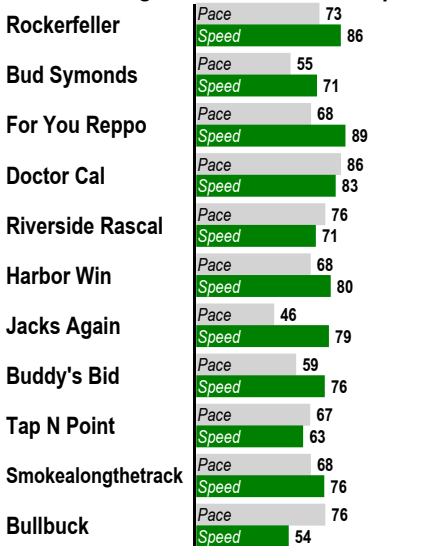 Rockerfeller
Pace 73
Speed 86
Bud Symonds
Pace 55
Speed 71
For You Reppo
Pace 68
Speed 89
Doctor Cal
Pace 86
Speed 83
Riverside Rascal
Pace 76
Speed 71
Harbor Win
Pace 68
Speed 80
Jacks Again
Pace 46
Speed 79
Buddy's Bid
Pace 59
Speed 76
Tap N Point
Pace 67
Speed 63
Smokealongthetrack
Pace 68
Speed 76
Bullbuck
Pace 76
Speed 54